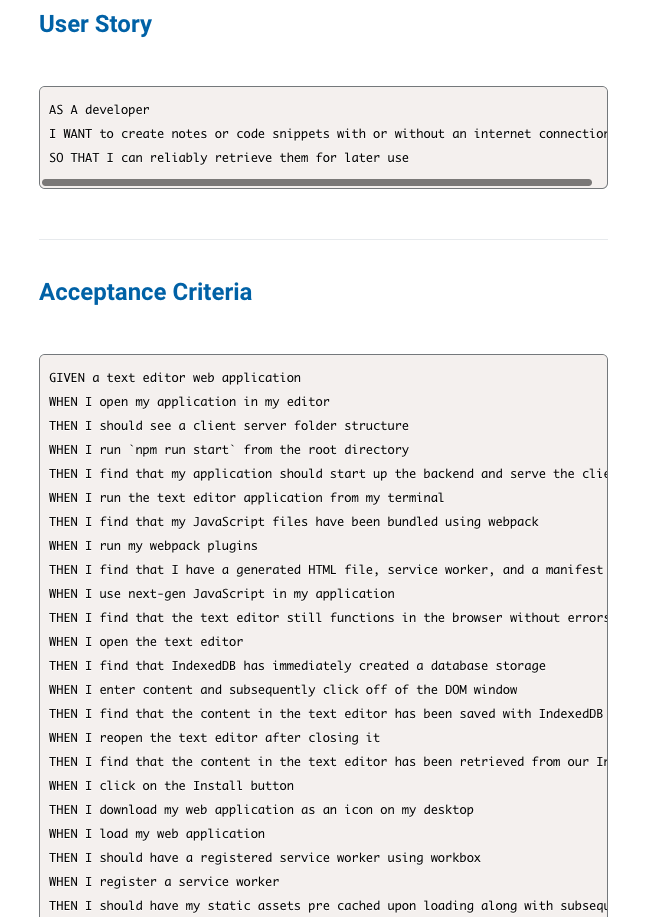 User Story
AS A developer
I WANT to create notes or code snippets with or without an internet connection
SO THAT I can reliably retrieve them for later use
Acceptance Criteria
GIVEN a text editor web application
WHEN I open my application in my editor
THEN I should see a client server folder structure
WHEN I run `npm run start` from the root directory
THEN I find that my application should start up the backend and serve the clie
WHEN I run the text editor application from my terminal
THEN I find that my JavaScript files have been bundled using webpack
WHEN I run my webpack plugins
THEN I find that I have a generated HTML file, service worker, and a manifest
WHEN I use next-gen JavaScript in my application
THEN I find that the text editor still functions in the browser without errors
WHEN I open the text editor
THEN I find that IndexedDB has immediately created a database storage
WHEN I enter content and subsequently click off of the DOM window
THEN I find that the content in the text editor has been saved with IndexedDB
WHEN I reopen the text editor after closing it
THEN I find that the content in the text editor has been retrieved from our In
WHEN I click on the Install button
THEN I download my web application as an icon on my desktop
WHEN I load my web application
THEN I should have a registered service worker using workbox
WHEN I register a service worker
THEN I should have my static assets pre cached upon loading along with subsequ